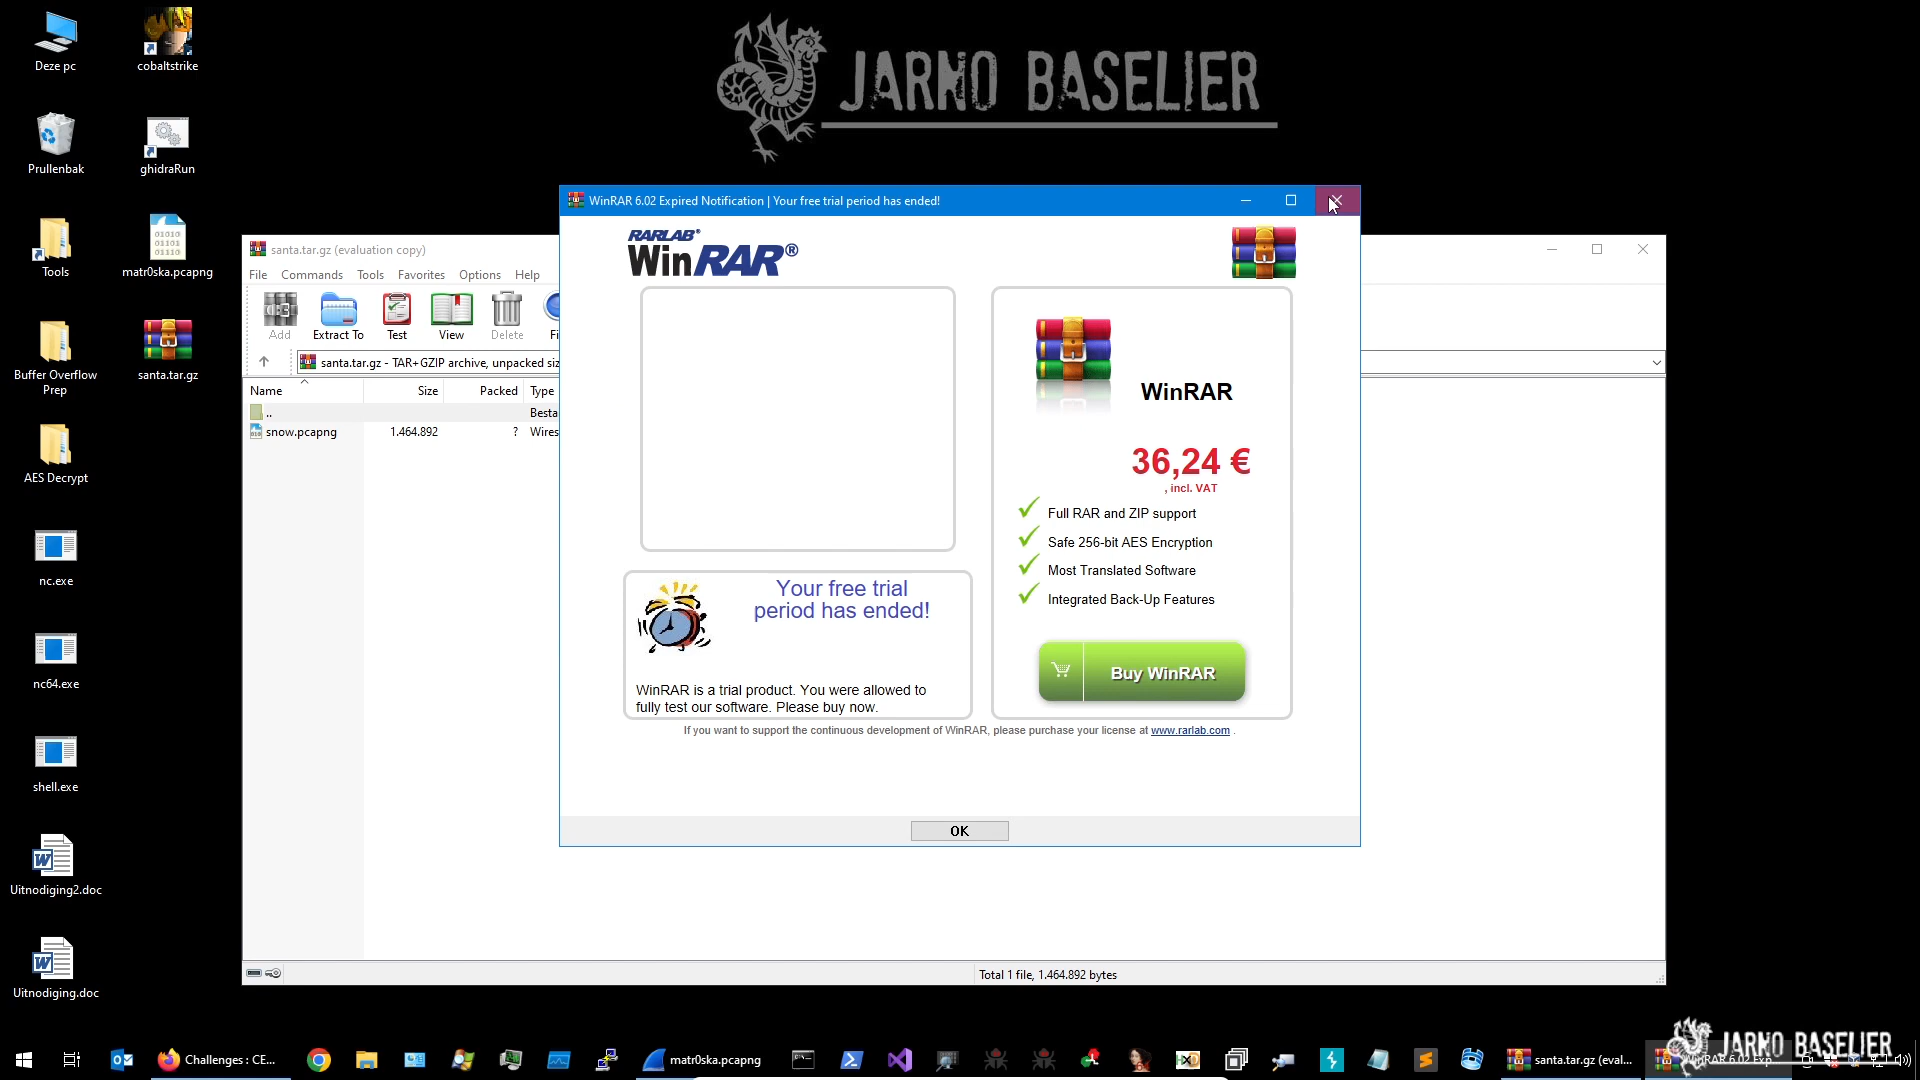 JARNO BASELIER
Deze pc
cobaltstrike
Prullenbak
ghidraRun
Tools
matr0ska.pcapng
Buffer Overflow
Prep
santa.tar.gz
AES Decrypt
nc.exe
nc64.exe
shell.exe
Uitnodiging2.doc
Uitnodiging.doc
santa.tar.gz (evaluation copy)
File Commands Tools Favorites Options Help
Add Extract To Test View Delete Fi
santa.tar.gz - TAR+GZIP archive, unpacked siz
Name Size Packed Type
.. Besta
snow.pcapng 1.464.892 ? Wires
Total 1 file, 1.464.892 bytes
WinRAR 6.02 Expired Notification | Your free trial period has ended!
RARLAB®
WinRAR®
WinRAR
36,24 €
, incl. VAT
Full RAR and ZIP support
Safe 256-bit AES Encryption
Most Translated Software
Integrated Back-Up Features
Buy WinRAR
Your free trial
period has ended!
WinRAR is a trial product. You were allowed to
fully test our software. Please buy now.
If you want to support the continuous development of WinRAR, please purchase your license at www.rarlab.com .
OK
Challenges : CE...
matr0ska.pcapng
santa.tar.gz (eval...
WinRAR 6.02 Exp
JARNO BASELIER